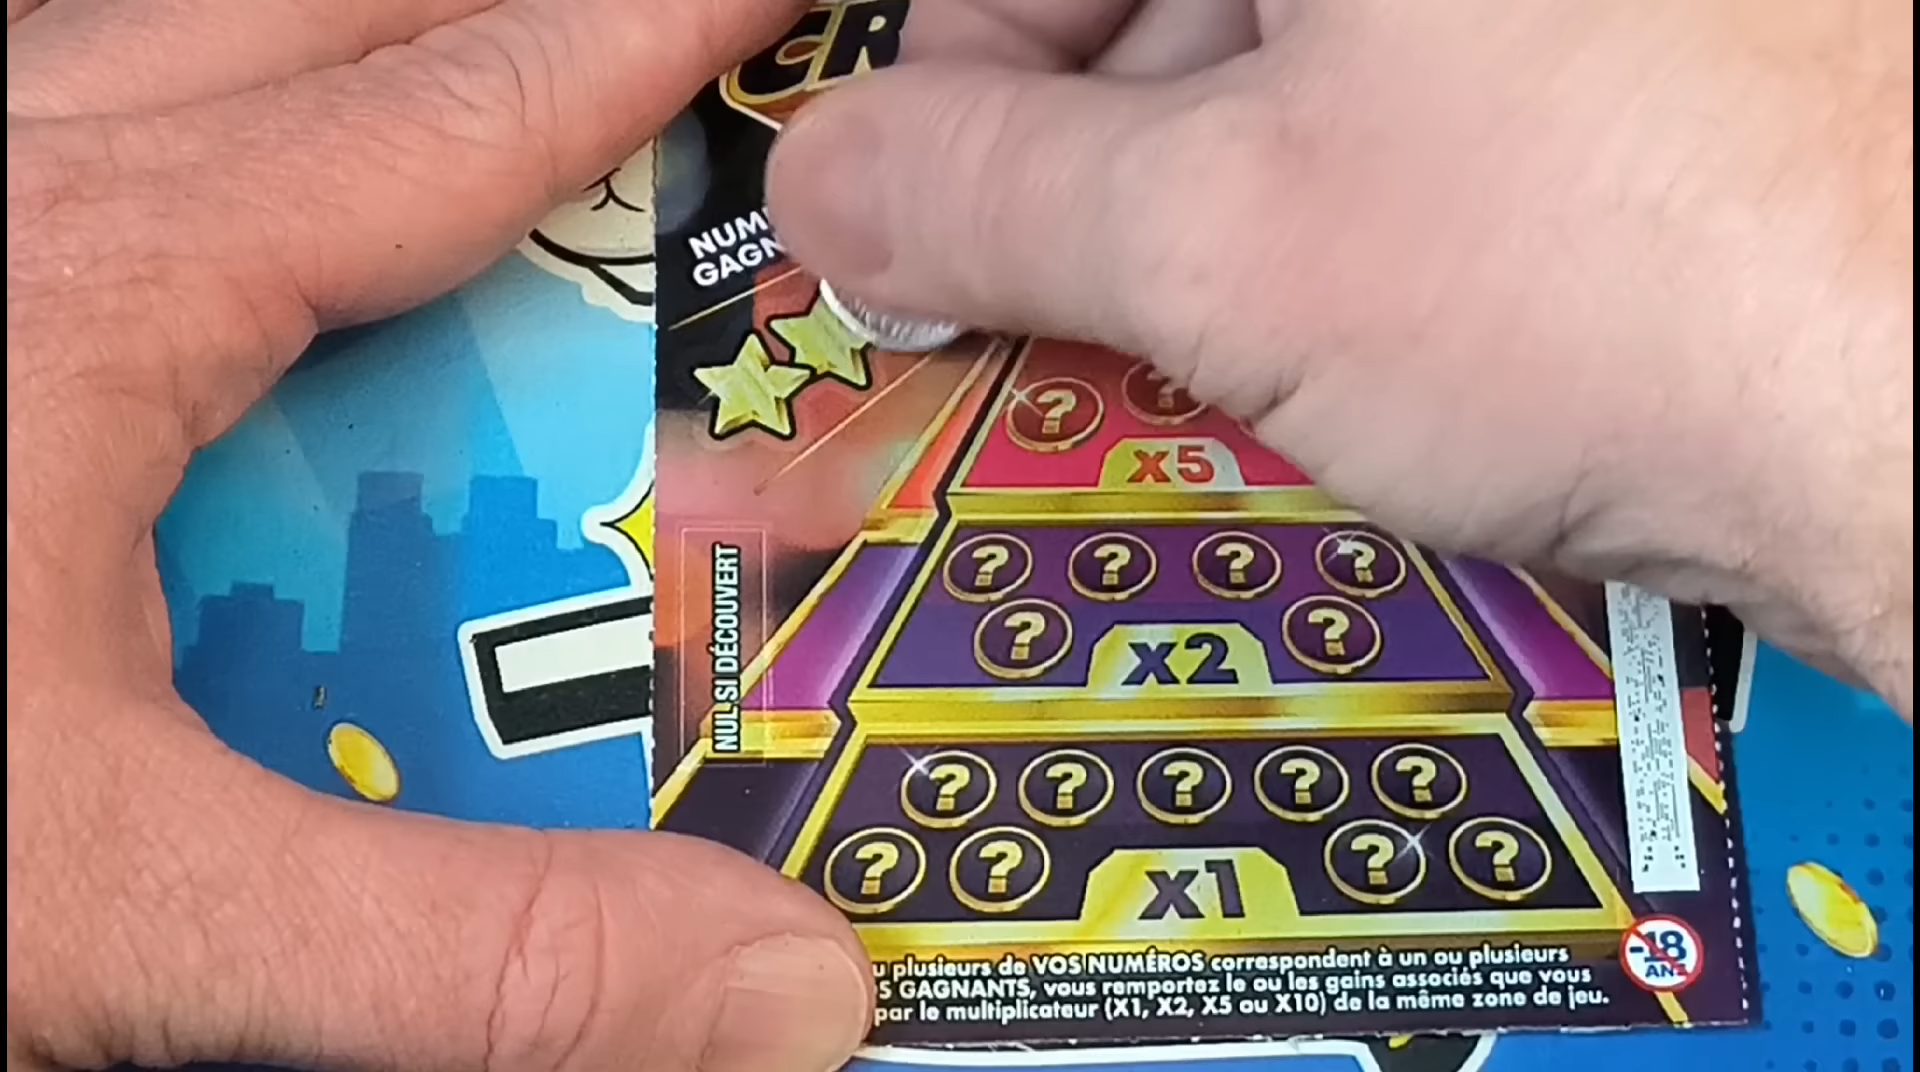 CR
NUM
GAGN
x5
x2
NUL SI DÉCOUVERT
x1
u plusieurs de VOS NUMÉROS correspondent à un ou plusieurs
S GAGNANTS, vous remportez le ou les gains associés que vous
par le multiplicateur (X1, X2, X5 ou X10) de la même zone de jeu.
-18
ANS